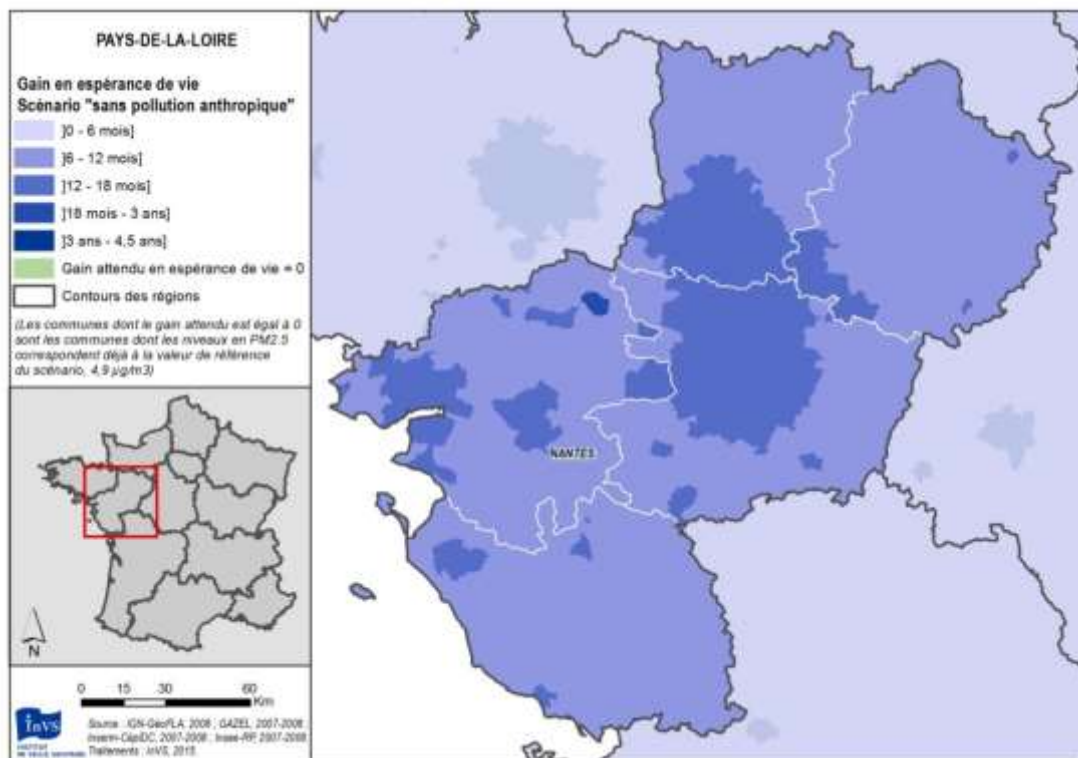 PAYS-DE-LA-LOIRE
Gain en espérance de vie
Scénario "sans pollution anthropique"
]0 - 6 mois]
]6 - 12 mois]
]12 - 18 mois]
]18 mois - 3 ans]
]3 ans - 4,5 ans]
Gain attendu en espérance de vie = 0
Contours des régions
(Les communes dont le gain attendu est égal à 0
sont les communes dont les niveaux en PM2.5
correspondent déjà à la valeur de référence
du scénario, 4,9 µg/m3)
NANTES
N
0 15 30 60
Km
InVS
INSTITUT
DE VEILLE SANITAIRE
Source : IGN-GéoFLA, 2008 ; GAZEL, 2007-2008 ;
Inserm-CépiDC, 2007-2008 ; Insee-RP, 2007-2008
Traitements : InVS, 2015.